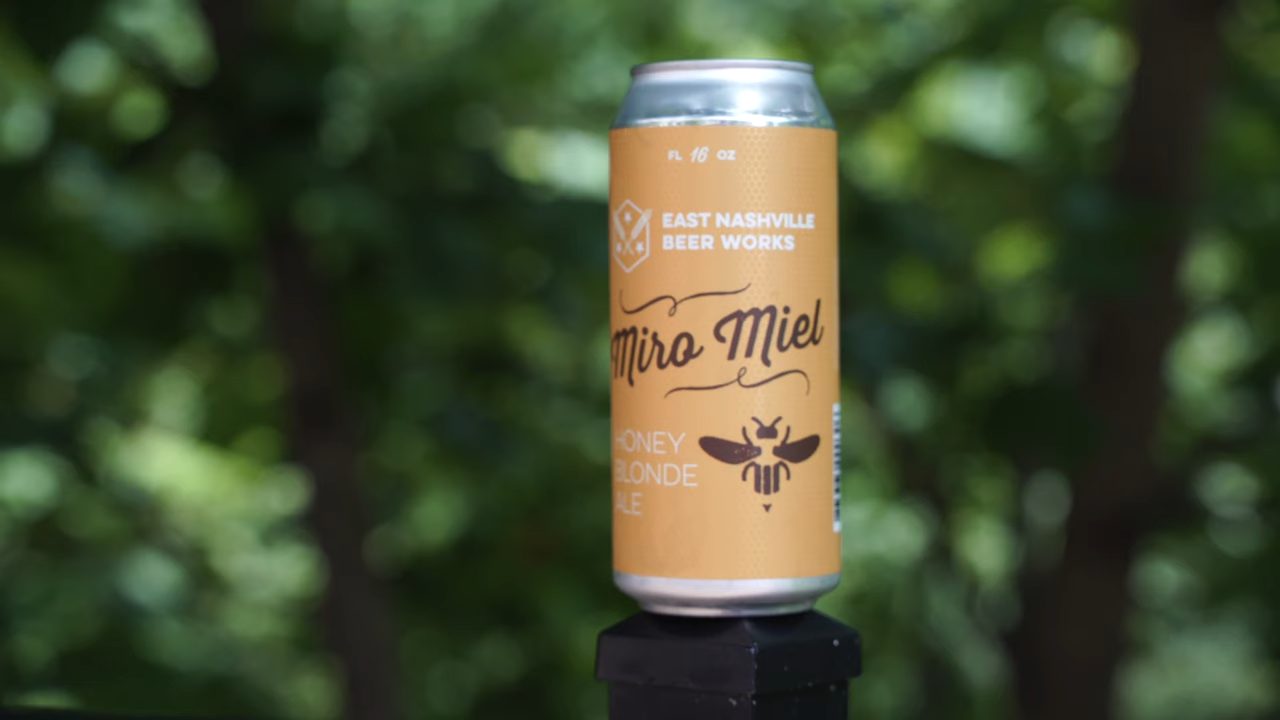 FL 16 OZ
EAST NASHVILLE
BEER WORKS
Miro Miel
HONEY
BLONDE
ALE